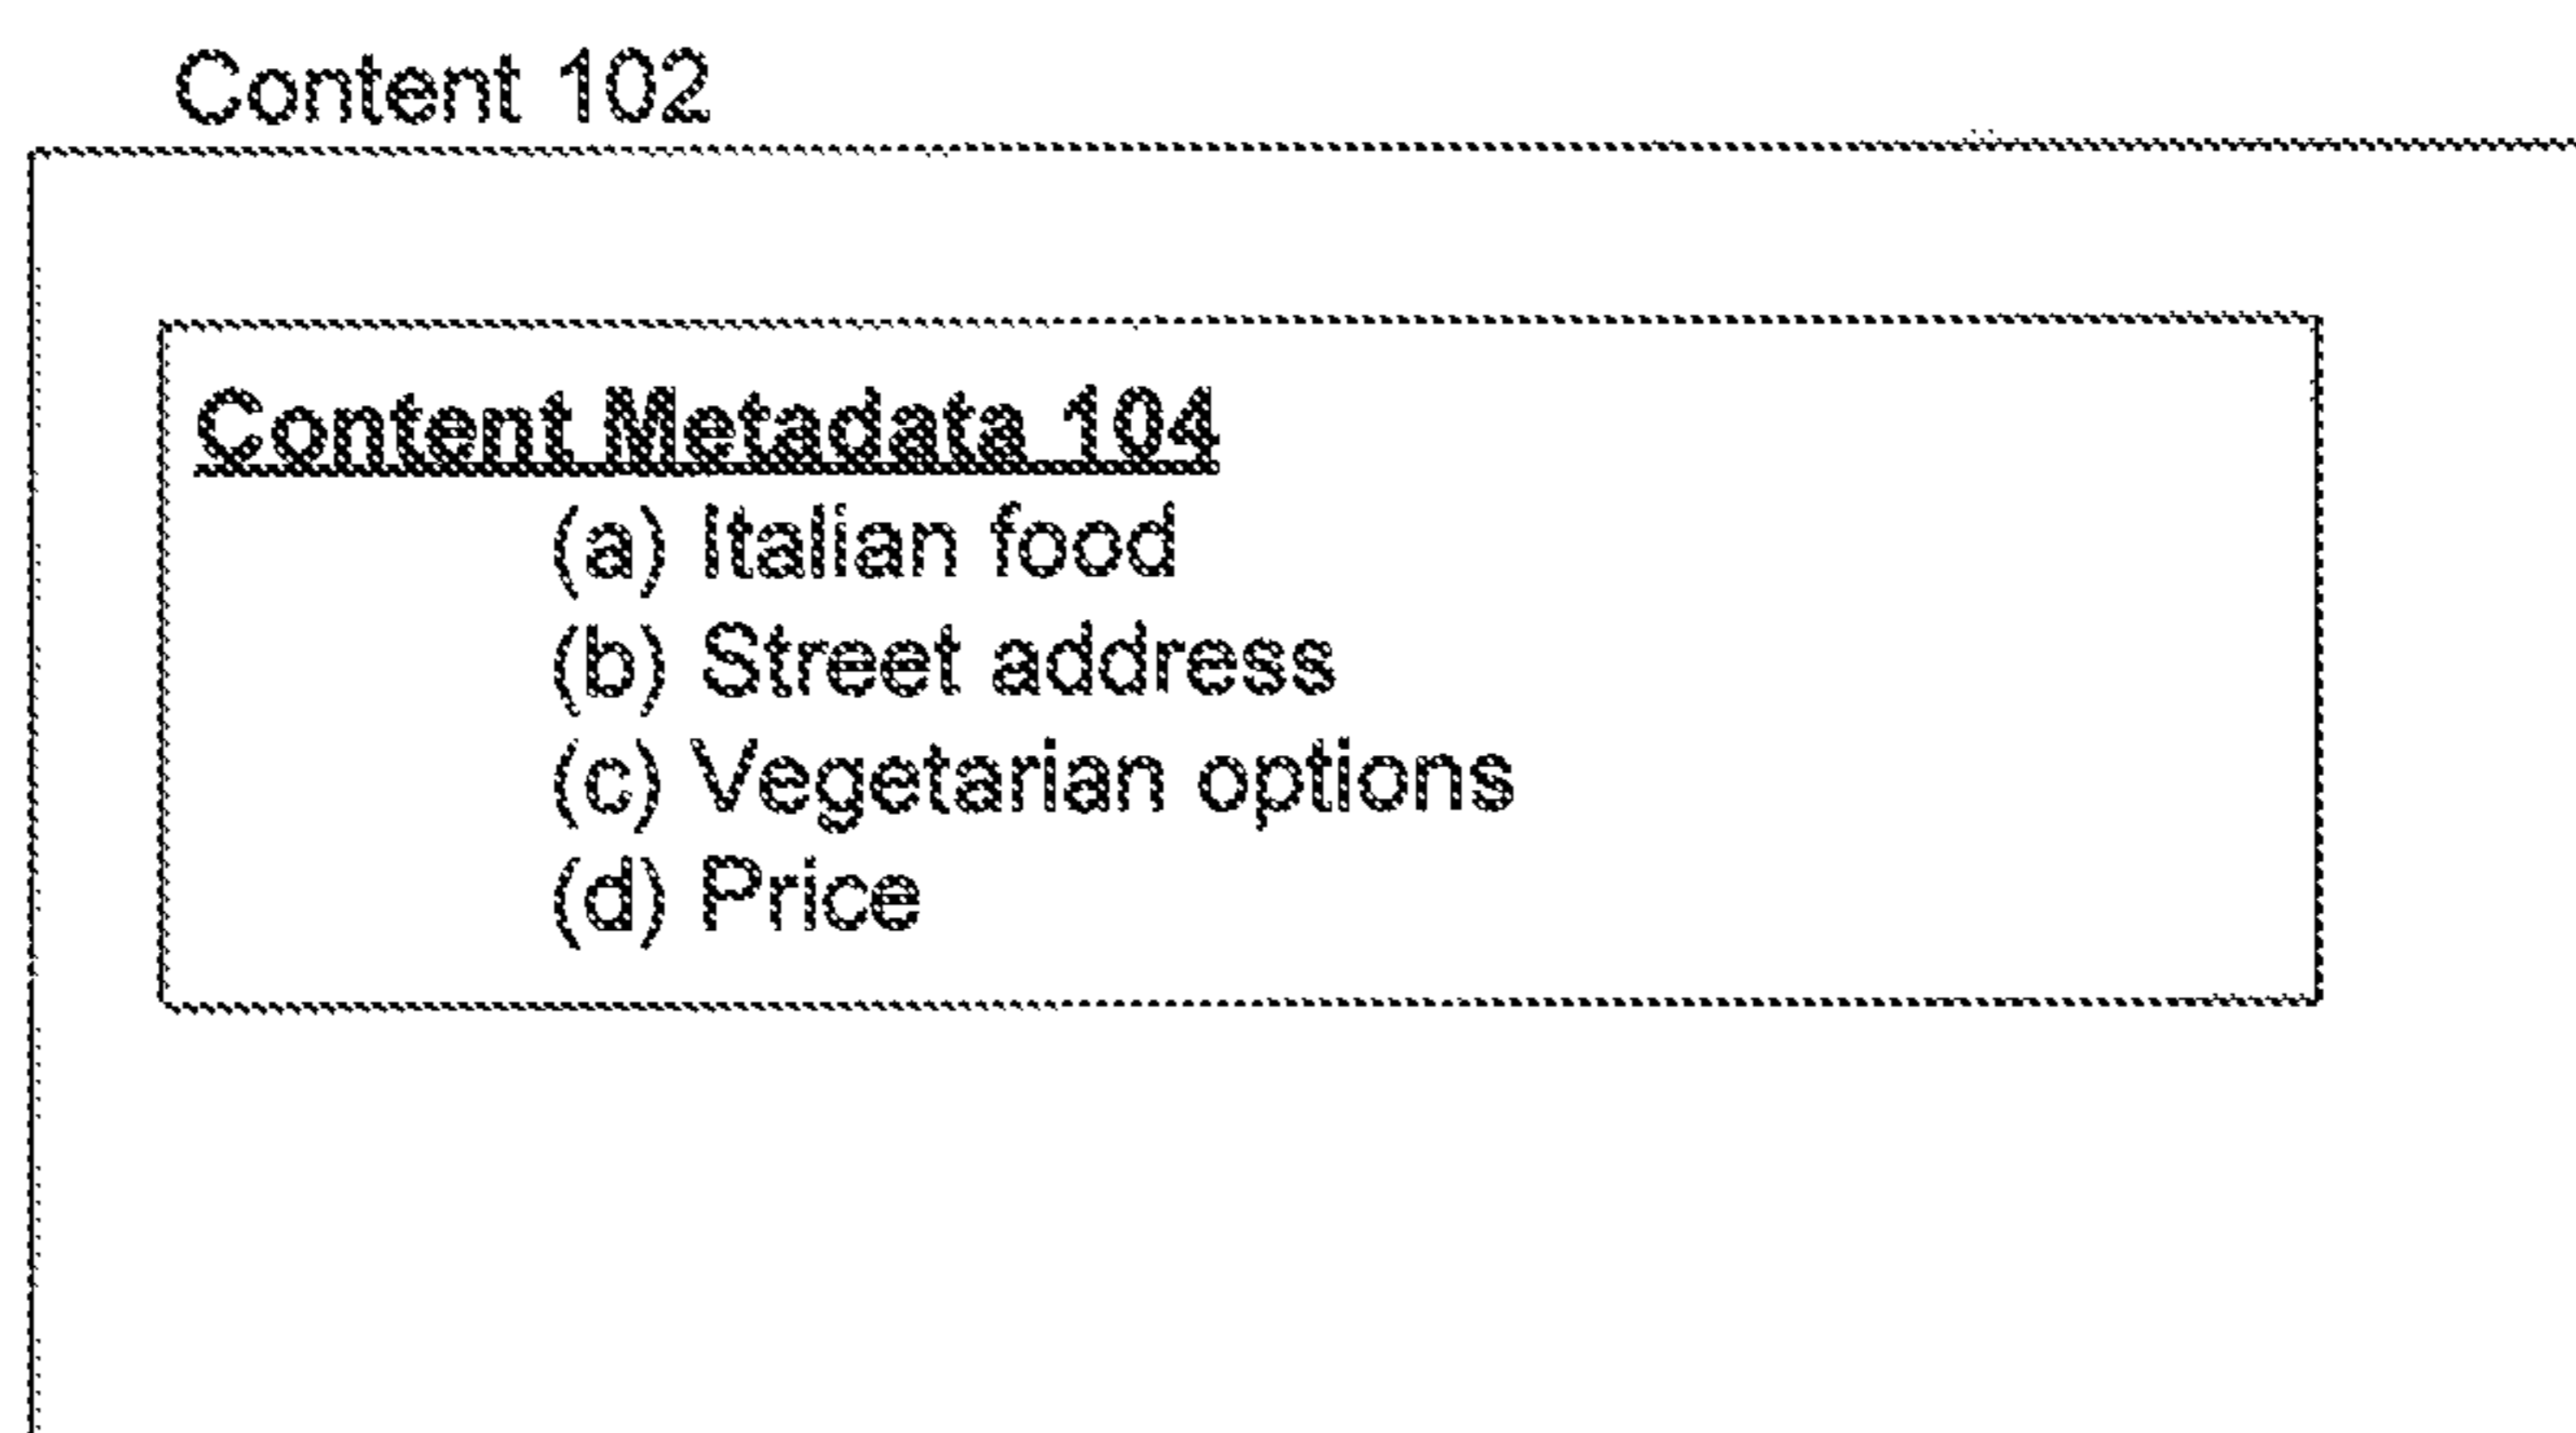 Content 102
Content Metadata 104
(a) Italian food
(b) Street address
(c) Vegetarian options
(d) Price